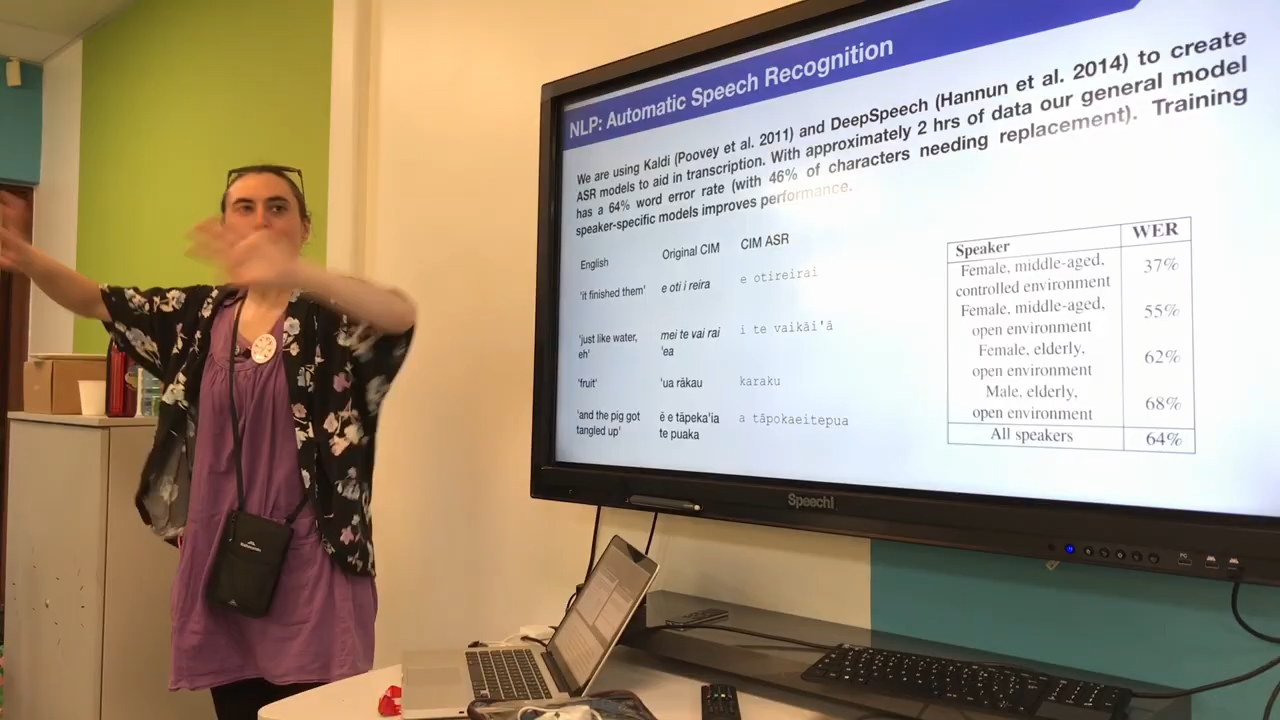 NLP: Automatic Speech Recognition
We are using Kaldi (Poovey et al. 2011) and DeepSpeech (Hannun et al. 2014) to create
ASR models to aid in transcription. With approximately 2 hrs of data our general model
has a 64% word error rate (with 46% of characters needing replacement). Training
speaker-specific models improves performance.
English Original CIM CIM ASR
'it finished them' e oti i reira e otireirai
'just like water, eh' mei te vai rai 'ea i te vaikāi'ā
'fruit' 'ua rākau karaku
'and the pig got tangled up' ē e tāpeka'ia te puaka a tāpokaeitepua
Speaker WER
Female, middle-aged, controlled environment 37%
Female, middle-aged, open environment 55%
Female, elderly, open environment 62%
Male, elderly, open environment 68%
All speakers 64%
Speechi